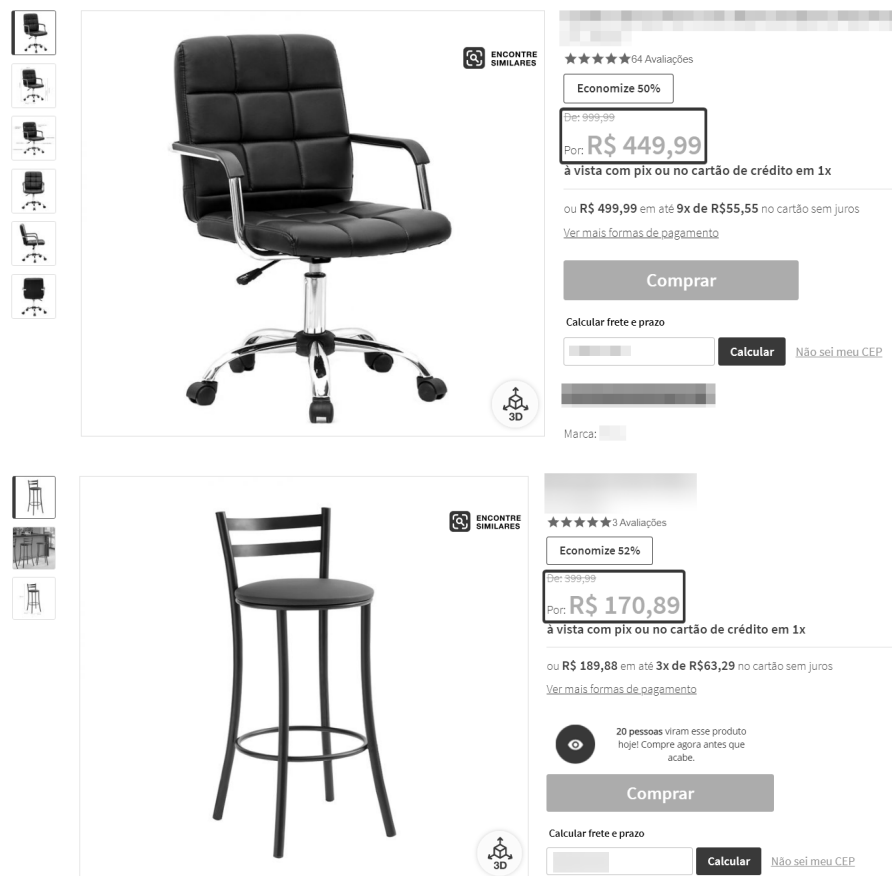 ENCONTRE
SIMILARES
★★★★★64 Avaliações
Economize 50%
De: 999,99
Por: R$ 449,99
à vista com pix ou no cartão de crédito em 1x
ou R$ 499,99 em até 9x de R$55,55 no cartão sem juros
Ver mais formas de pagamento
Comprar
Calcular frete e prazo
Calcular Não sei meu CEP
3D
Marca:
ENCONTRE
SIMILARES
★★★★★3 Avaliações
Economize 52%
De: 399,99
Por: R$ 170,89
à vista com pix ou no cartão de crédito em 1x
ou R$ 189,88 em até 3x de R$63,29 no cartão sem juros
Ver mais formas de pagamento
20 pessoas viram esse produto
hoje! Compre agora antes que
acabe.
Comprar
Calcular frete e prazo
3D
Calcular Não sei meu CEP